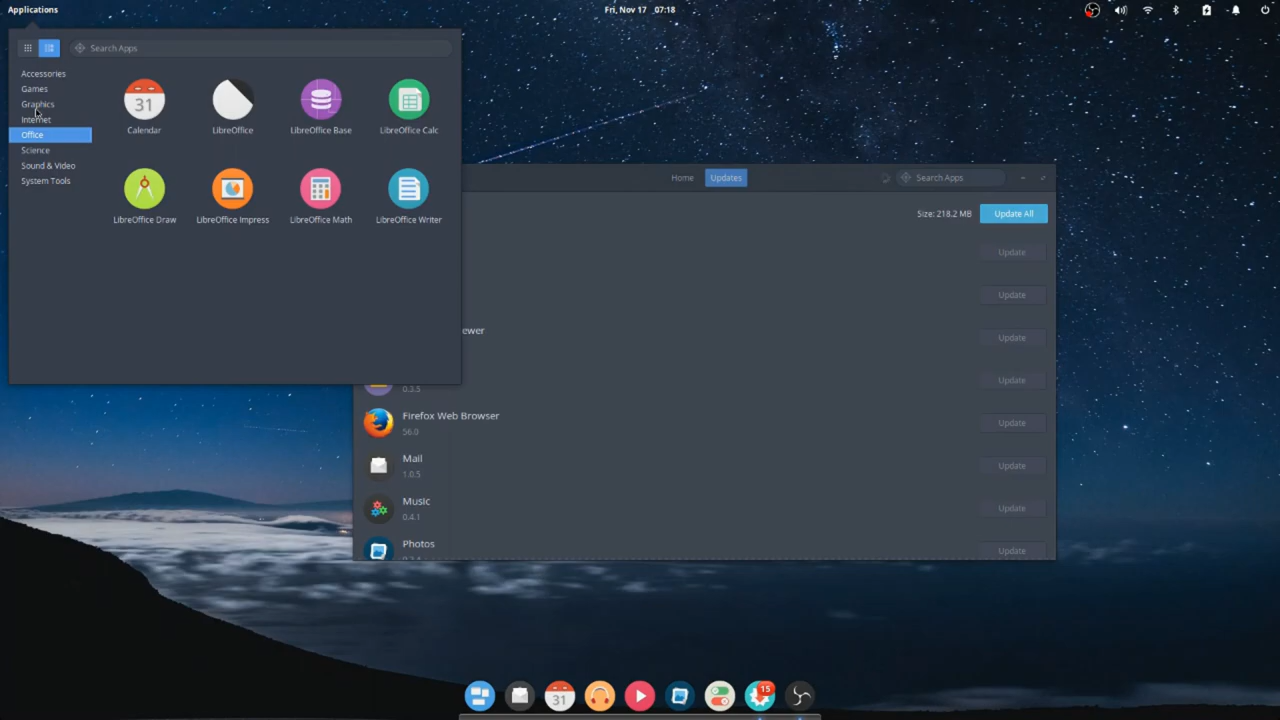 Applications
Fri, Nov 17 07:18
Search Apps
Accessories
Games
Graphics
Internet
Office
Science
Sound & Video
System Tools
31
Calendar
LibreOffice
LibreOffice Base
LibreOffice Calc
LibreOffice Draw
LibreOffice Impress
LibreOffice Math
LibreOffice Writer
Home
Updates
Search Apps
Size: 218.2 MB
Update All
Update
Update
ewer
Update
0.3.5
Update
Firefox Web Browser
56.0
Update
Mail
1.0.5
Update
Music
0.4.1
Update
Photos
Update
31
15